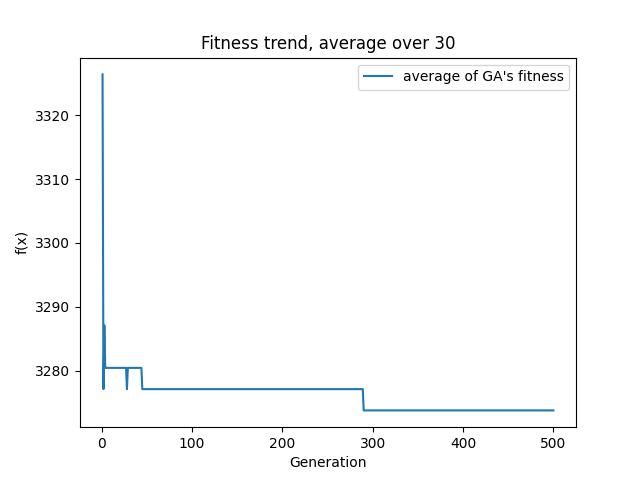 Fitness trend, average over 30
average of GA's fitness
f(x)
3320
3310
3300
3290
3280
0 100 200 300 400 500
Generation